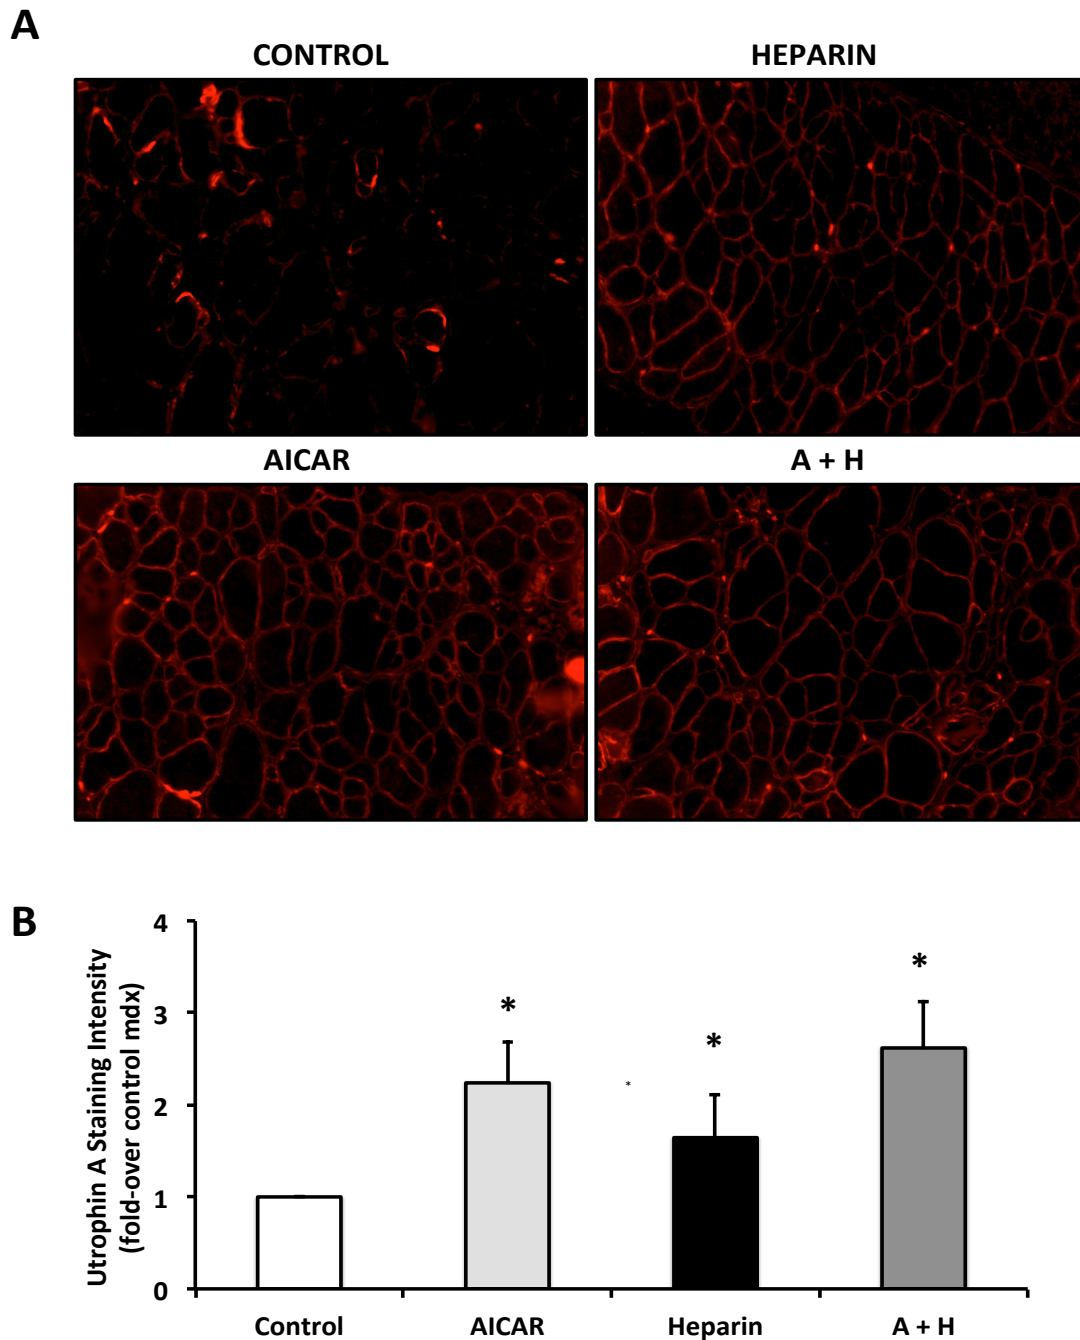 A
CONTROL HEPARIN
AICAR A + H
B
Utrophin A Staining Intensity
(fold-over control mdx)
4
3
2
1
0
*
*
*
*
Control AICAR Heparin A + H